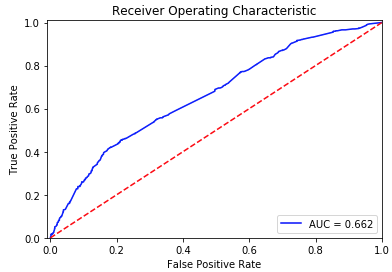 Receiver Operating Characteristic
True Positive Rate
1.0
0.8
0.6
0.4
0.2
0.0
AUC = 0.662
0.0 0.2 0.4 0.6 0.8 1.0
False Positive Rate